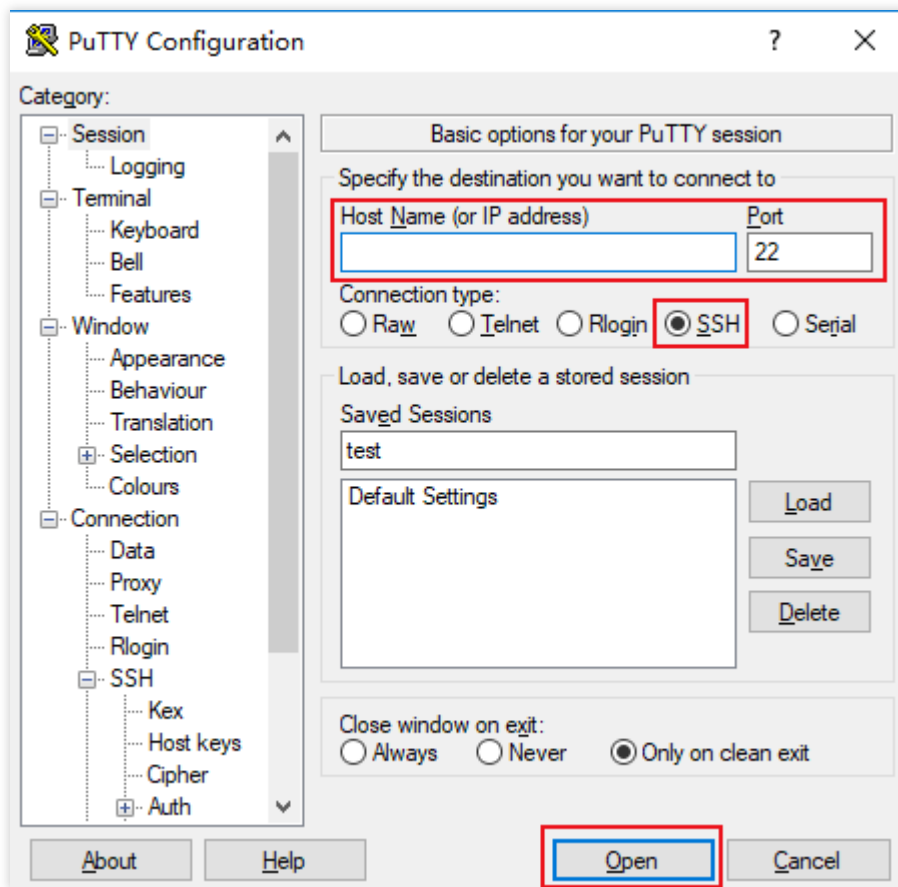 PuTTY Configuration
?
Category:
Session
Logging
Terminal
Keyboard
Bell
Features
Window
Appearance
Behaviour
Translation
Selection
Colours
Connection
Data
Proxy
Telnet
Rlogin
SSH
Kex
Host keys
Cipher
Auth
Basic options for your PuTTY session
Specify the destination you want to connect to
Host Name (or IP address) Port
22
Connection type:
Raw Telnet Rlogin SSH Serial
Load, save or delete a stored session
Saved Sessions
test
Default Settings
Load
Save
Delete
Close window on exit:
Always Never Only on clean exit
About Help Open Cancel